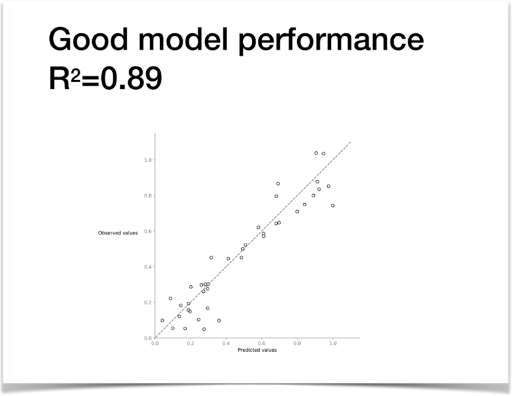 Good model performance
R²=0.89
1.0
0.8
Observed values
0.6
0.4
0.2
0.0
0.0 0.2 0.4 0.6 0.8 1.0
Predicted values